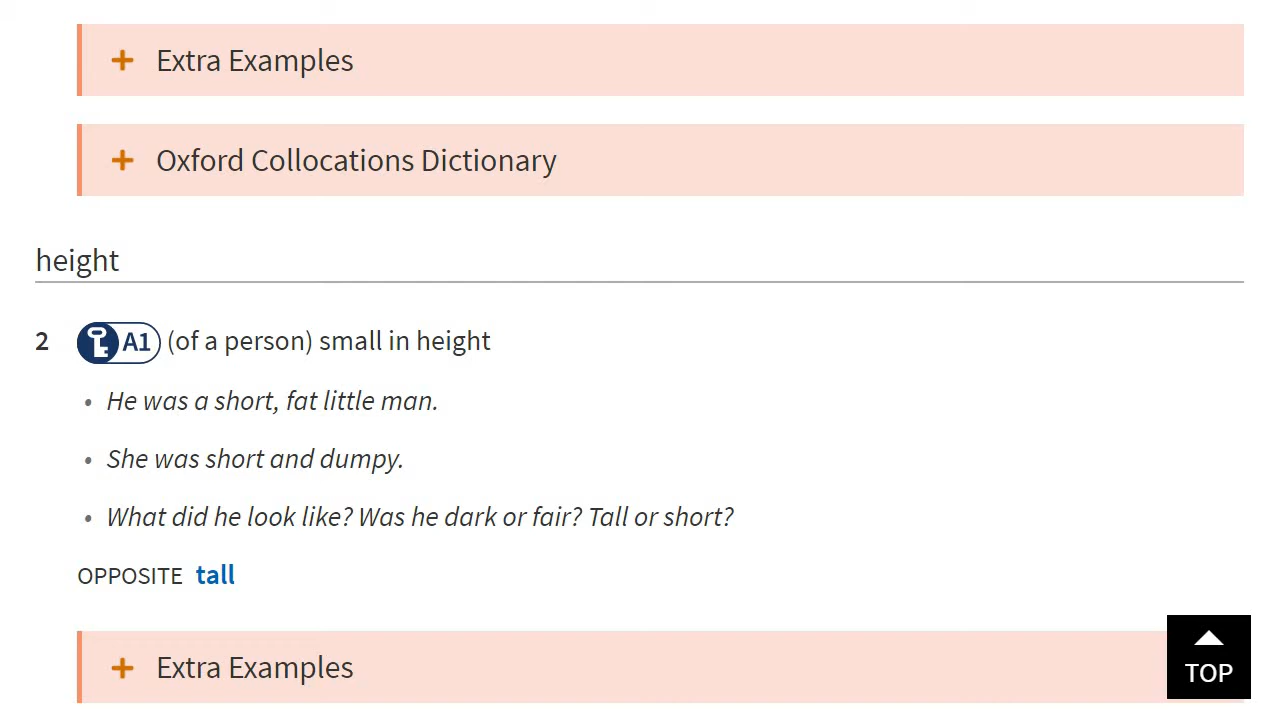 Extra Examples
Oxford Collocations Dictionary
height
2 A1 (of a person) small in height
• He was a short, fat little man.
• She was short and dumpy.
• What did he look like? Was he dark or fair? Tall or short?
OPPOSITE tall
Extra Examples
TOP